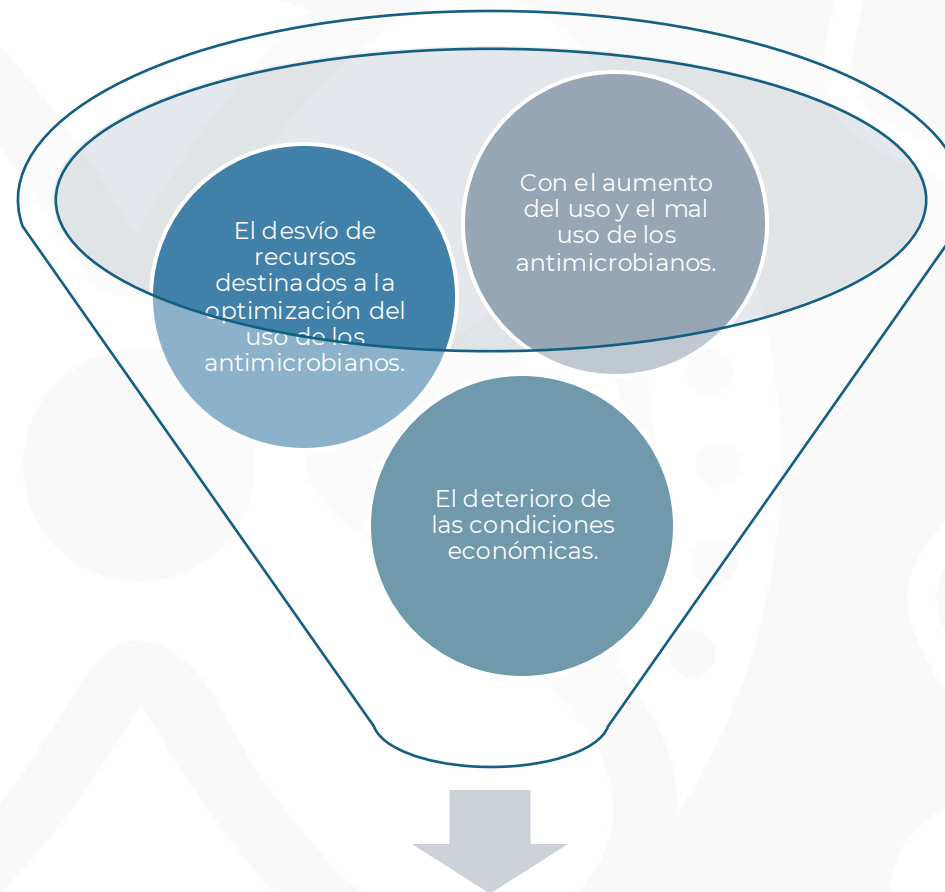 El desvío de
recursos
destinados a la
optimización del
uso de los
antimicrobianos.
Con el aumento
del uso y el mal
uso de los
antimicrobianos.
El deterioro de
las condiciones
económicas.